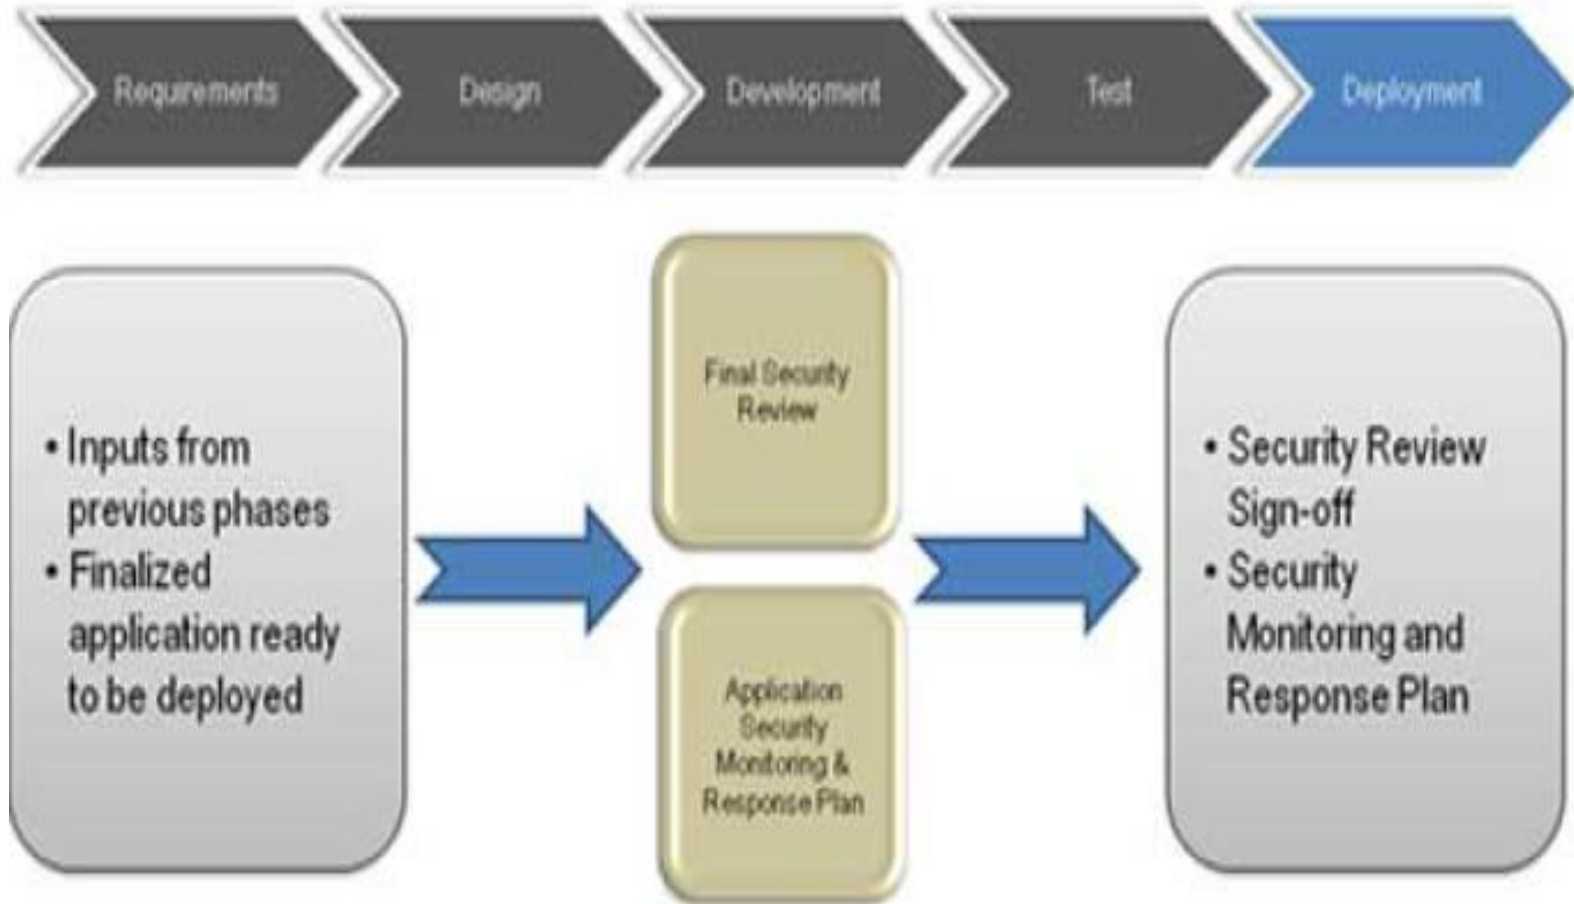 Requirements
Design
Development
Test
Deployment
• Inputs from
previous phases
• Finalized
application ready
to be deployed
Final Security
Review
Application
Security
Monitoring &
Response Plan
• Security Review
Sign-off
• Security
Monitoring and
Response Plan